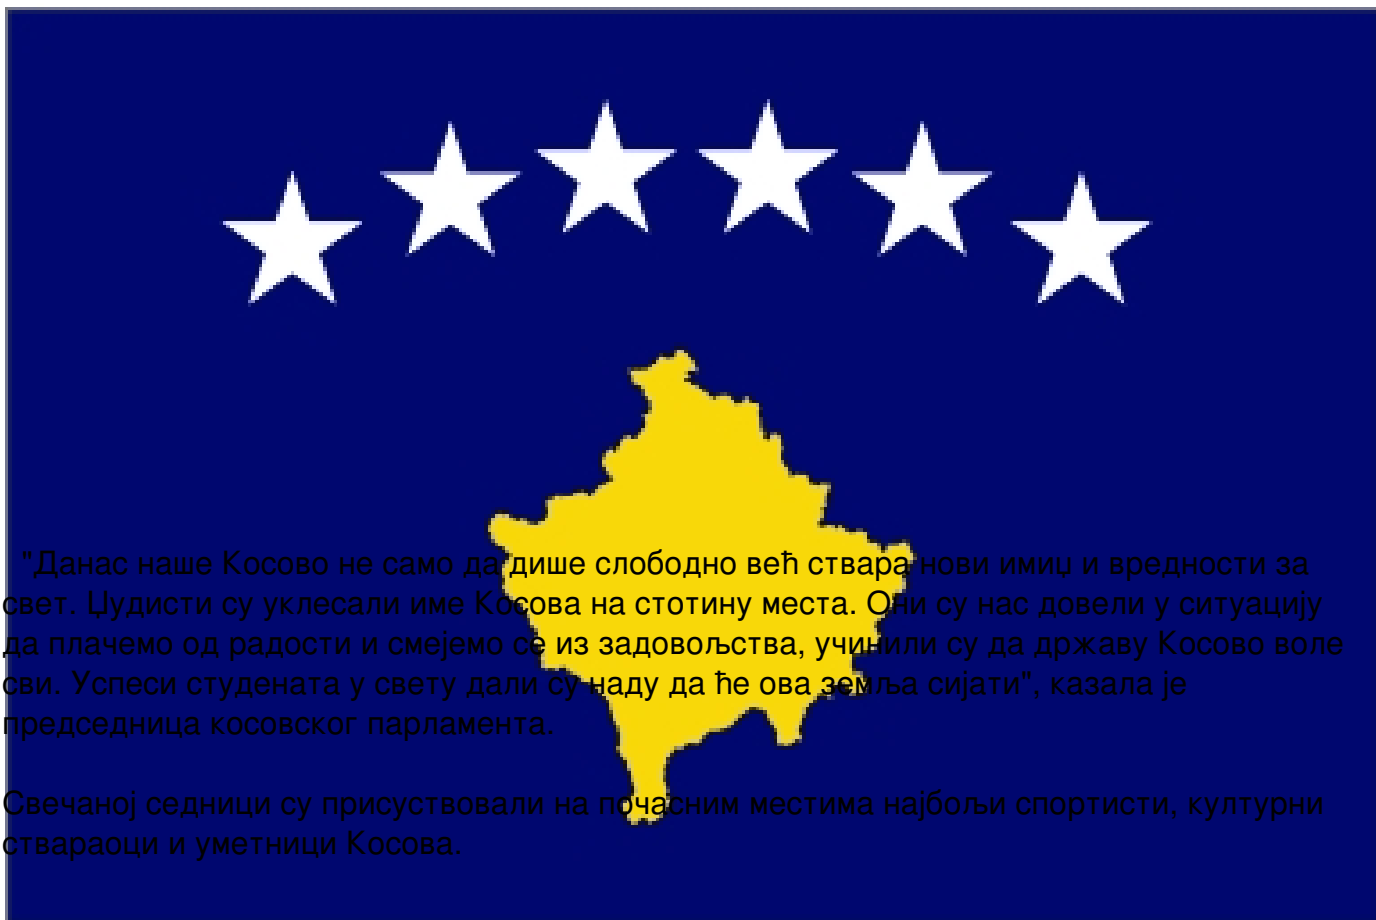 "Данас наше Косово не само да дише слободно већ ствара нови имиџ и вредности за
свет. Џудисти су уклесали име Косова на стотину места. Они су нас довели у ситуацију
да плачемо од радости и смејемо се из задовољства, учинили су да државу Косово воле
сви. Успеси студената у свету дали су наду да ће ова земља сијати", казала је
председница косовског парламента.
Свечаној седници су присуствовали на почасним местима најбољи спортисти, културни
ствараоци и уметници Косова.